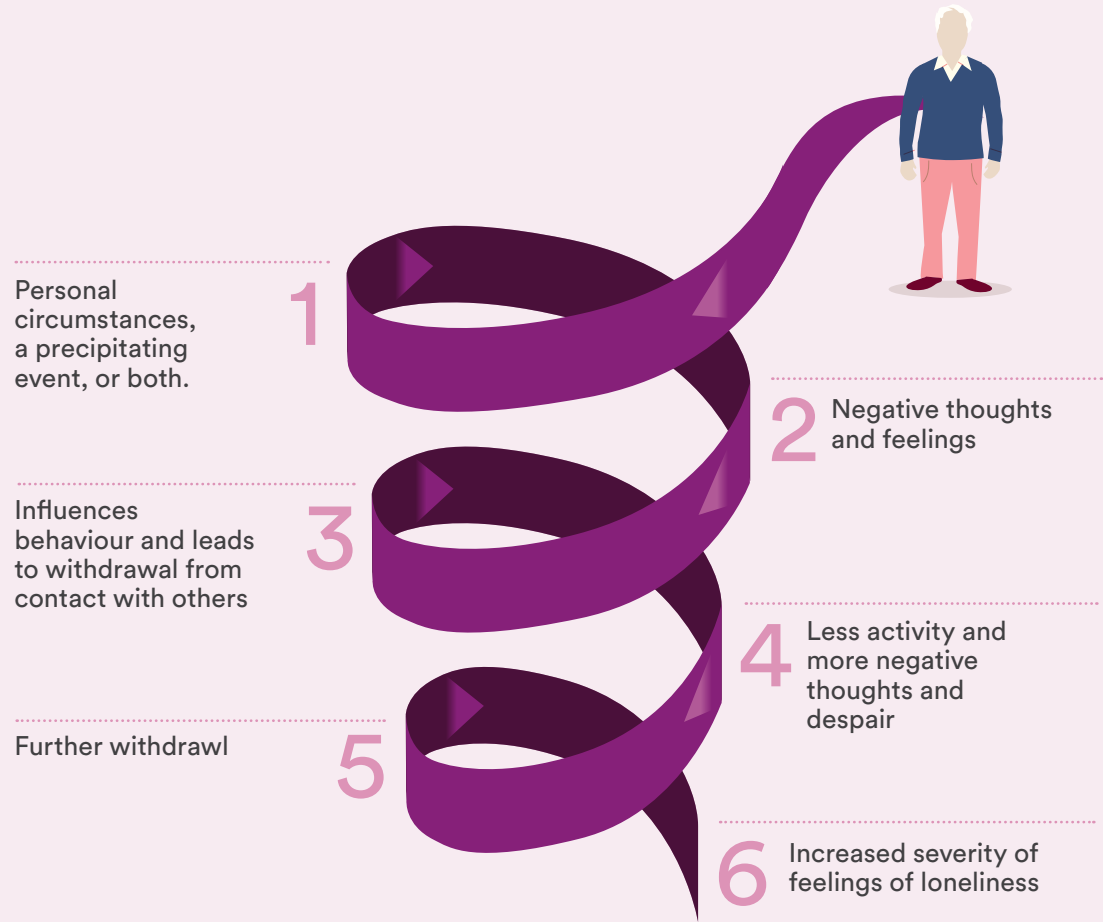 1
Personal
circumstances,
a precipitating
event, or both.
2
Negative thoughts
and feelings
3
Influences
behaviour and leads
to withdrawal from
contact with others
4
Less activity and
more negative
thoughts and
despair
5
Further withdrawl
6
Increased severity of
feelings of loneliness